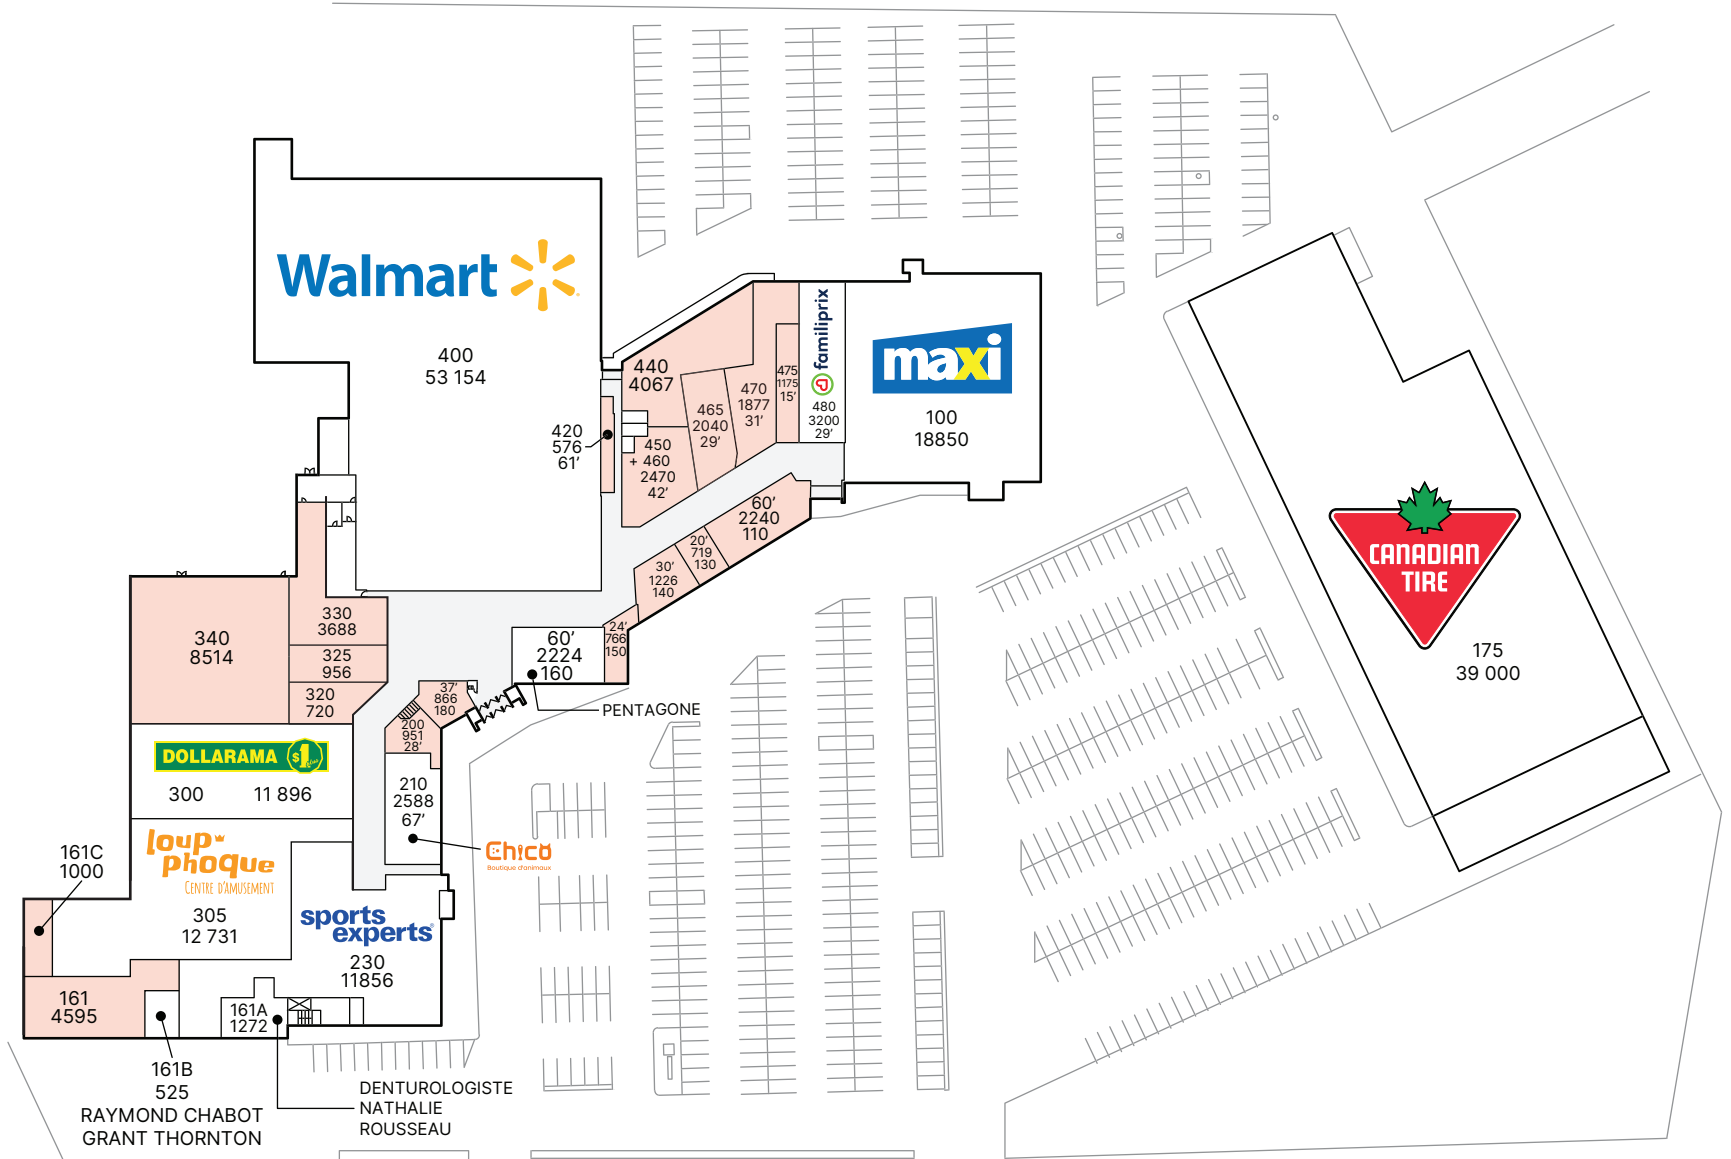 Walmart
400
53 154
440
4067
420
576
61'
450
+ 460
2470
42'
465
2040
29'
470
1877
31'
475
1175
15'
familiprix
480
3200
29'
maxi
100
18850
60'
2240
110
20'
719
130
30'
1226
140
24'
766
150
60'
2224
160
PENTAGONE
37'
866
180
200
951
28'
210
2588
67'
Chico
Boutique d'animaux
CANADIAN
TIRE
175
39 000
330
3688
325
956
320
720
340
8514
DOLLARAMA $1 plus
300 11 896
loup
phoque
CENTRE D'AMUSEMENT
305
12 731
161C
1000
sports
experts
230
11856
161
4595
161A
1272
161B
525
RAYMOND CHABOT
GRANT THORNTON
DENTUROLOGISTE
NATHALIE
ROUSSEAU